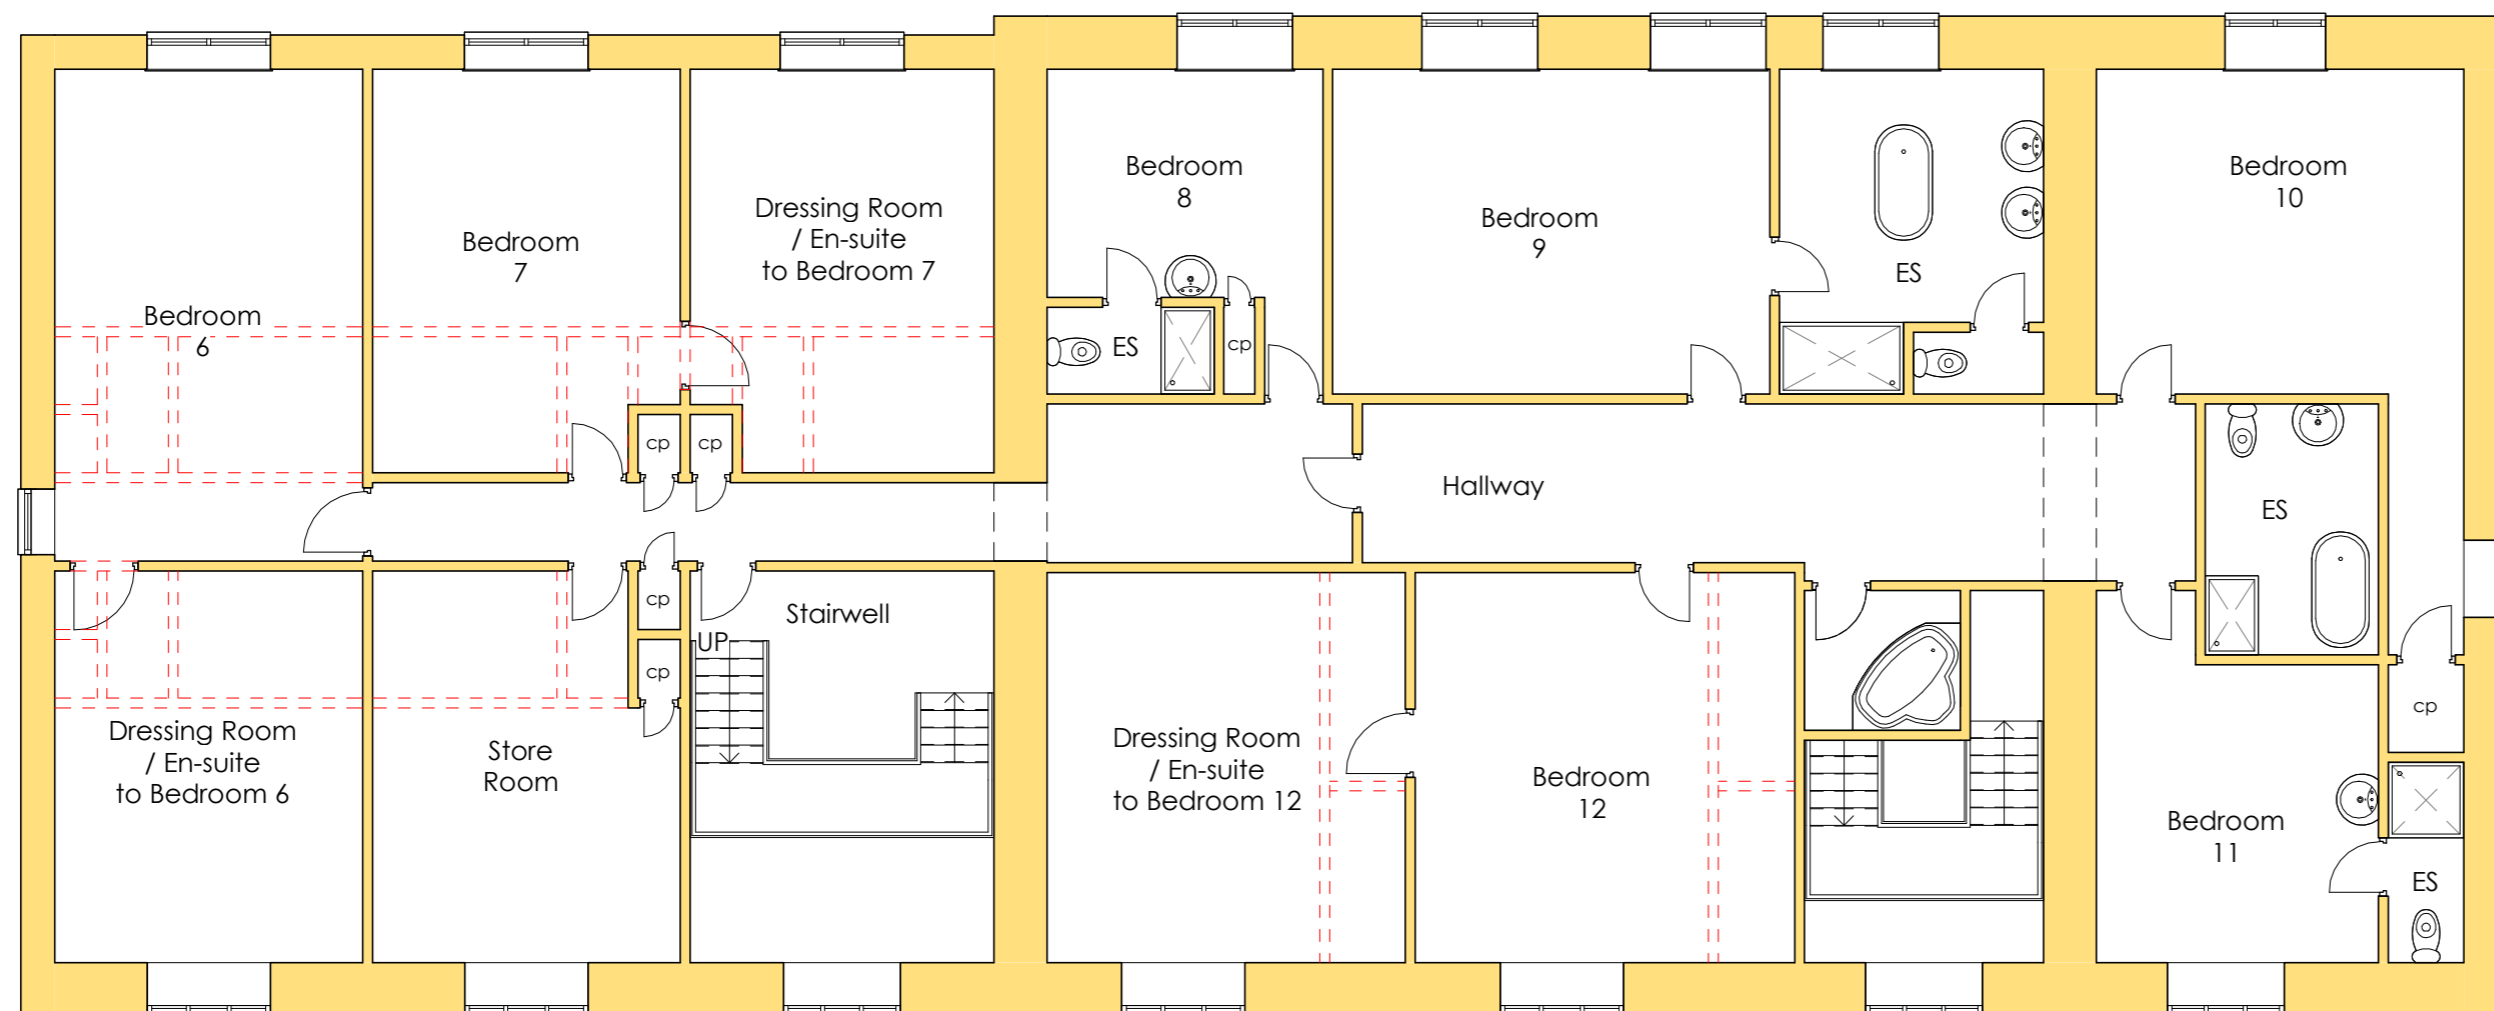 Bedroom
6
Bedroom
7
Dressing Room
/ En-suite
to Bedroom 7
Bedroom
8
ES
cp
Bedroom
9
ES
Bedroom
10
cp
cp
Hallway
ES
cp
cp
UP
Stairwell
Dressing Room
/ En-suite
to Bedroom 6
Store
Room
Dressing Room
/ En-suite
to Bedroom 12
Bedroom
12
cp
Bedroom
11
ES